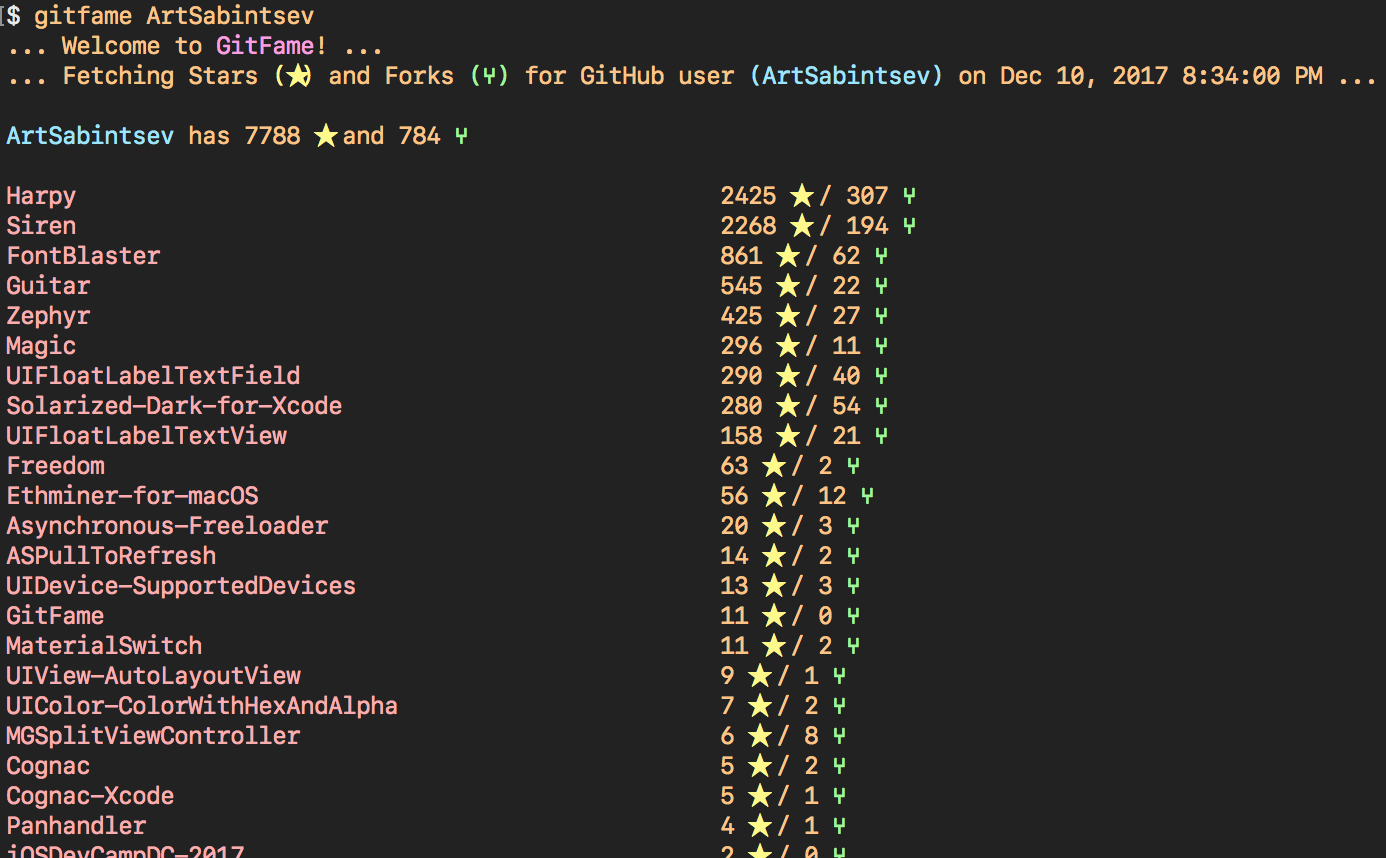 $ gitfame ArtSabintsev
... Welcome to GitFame! ...
... Fetching Stars (⭐) and Forks (⑂) for GitHub user (ArtSabintsev) on Dec 10, 2017 8:34:00 PM ...
ArtSabintsev has 7788 ⭐ and 784 ⑂
Harpy 2425 ⭐ / 307 ⑂
Siren 2268 ⭐ / 194 ⑂
FontBlaster 861 ⭐ / 62 ⑂
Guitar 545 ⭐ / 22 ⑂
Zephyr 425 ⭐ / 27 ⑂
Magic 296 ⭐ / 11 ⑂
UIFloatLabelTextField 290 ⭐ / 40 ⑂
Solarized-Dark-for-Xcode 280 ⭐ / 54 ⑂
UIFloatLabelTextView 158 ⭐ / 21 ⑂
Freedom 63 ⭐ / 2 ⑂
Ethminer-for-macOS 56 ⭐ / 12 ⑂
Asynchronous-Freeloader 20 ⭐ / 3 ⑂
ASPullToRefresh 14 ⭐ / 2 ⑂
UIDevice-SupportedDevices 13 ⭐ / 3 ⑂
GitFame 11 ⭐ / 0 ⑂
MaterialSwitch 11 ⭐ / 2 ⑂
UIView-AutoLayoutView 9 ⭐ / 1 ⑂
UIColor-ColorWithHexAndAlpha 7 ⭐ / 2 ⑂
MGSplitViewController 6 ⭐ / 8 ⑂
Cognac 5 ⭐ / 2 ⑂
Cognac-Xcode 5 ⭐ / 1 ⑂
Panhandler 4 ⭐ / 1 ⑂
iOSDevCampDC-2017 2 ⭐ / 0 ⑂